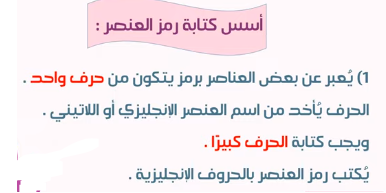 أسس كتابة رمز العنصر :
1) يُعبر عن بعض العناصر برمز يتكون من حرف واحد .
الحرف يُأخد من اسم العنصر الإنجليزي أو اللاتيني .
ويجب كتابة الحرف كبيرًا .
يُكتب رمز العنصر بالحروف الإنجليزية .